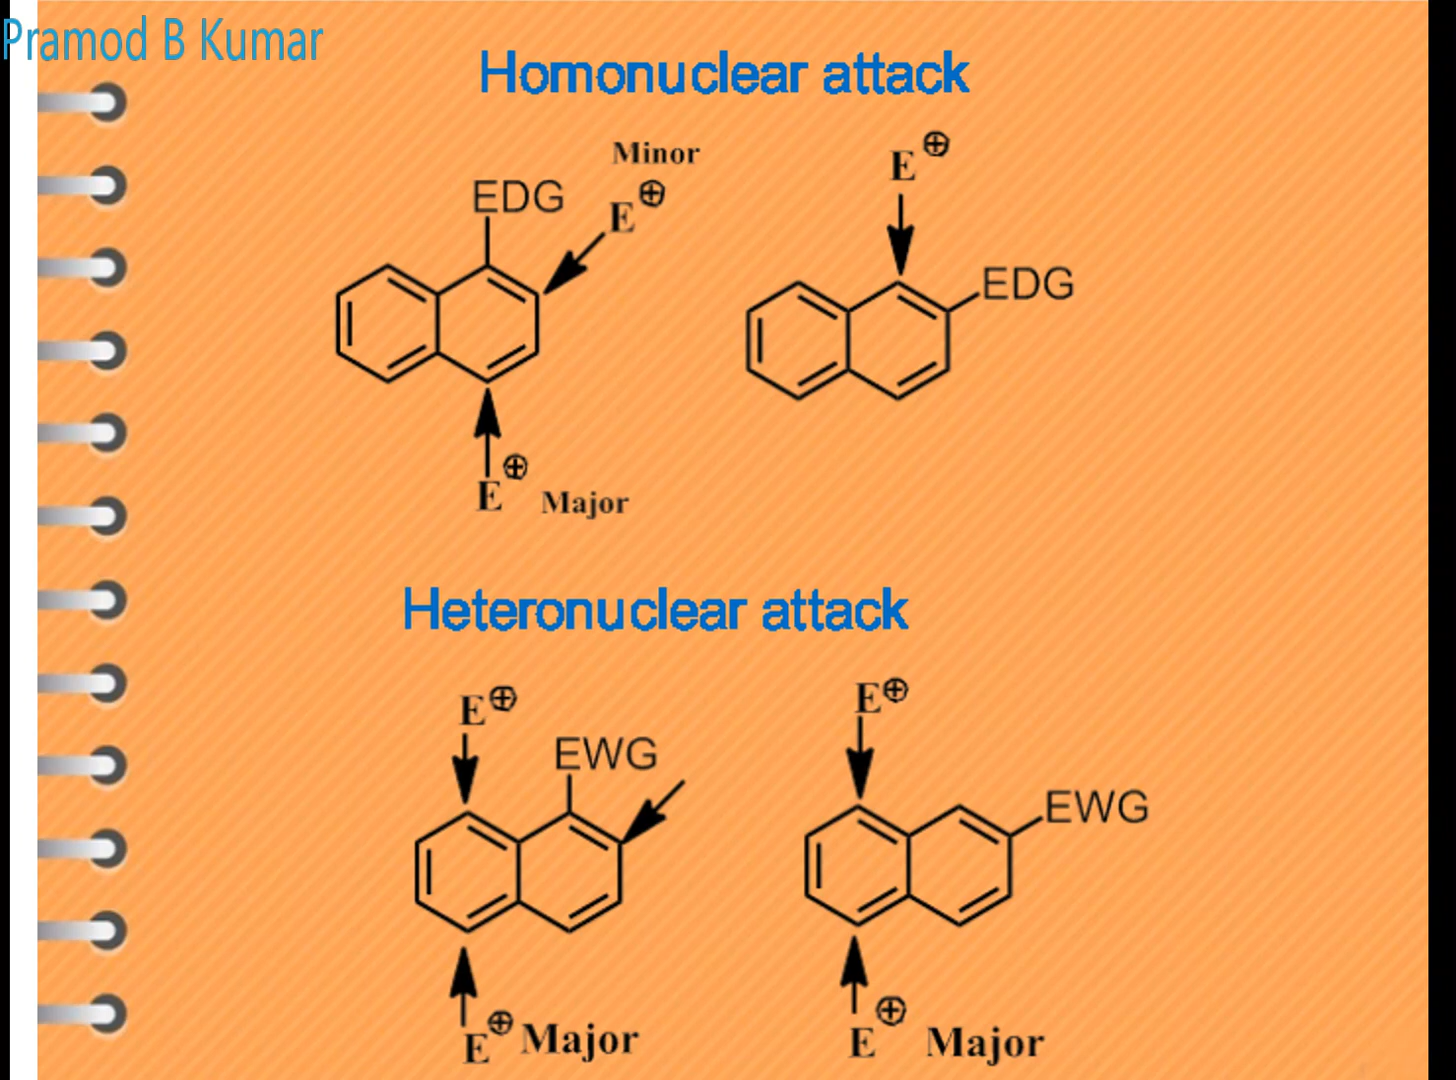 Pramod B Kumar
Homonuclear attack
Minor
E⊕
EDG
E⊕
E⊕
Major
EDG
Heteronuclear attack
E⊕
EWG
E⊕
Major
E⊕
EWG
E⊕
Major